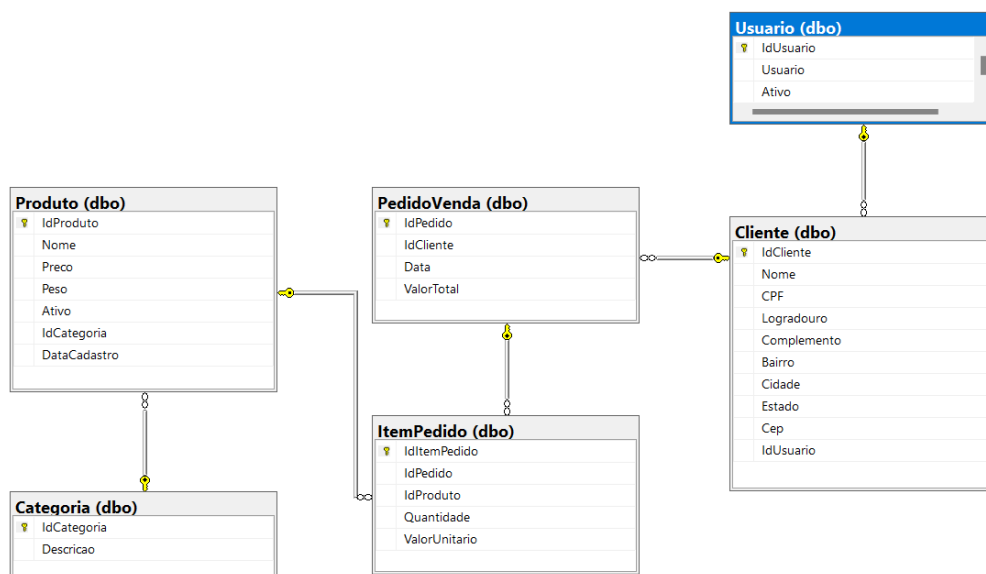 Usuario (dbo)
IdUsuario
Usuario
Ativo
Produto (dbo)
IdProduto
Nome
Preco
Peso
Ativo
IdCategoria
DataCadastro
PedidoVenda (dbo)
IdPedido
IdCliente
Data
ValorTotal
Cliente (dbo)
IdCliente
Nome
CPF
Logradouro
Complemento
Bairro
Cidade
Estado
Cep
IdUsuario
Categoria (dbo)
IdCategoria
Descricao
ItemPedido (dbo)
IdItemPedido
IdPedido
IdProduto
Quantidade
ValorUnitario